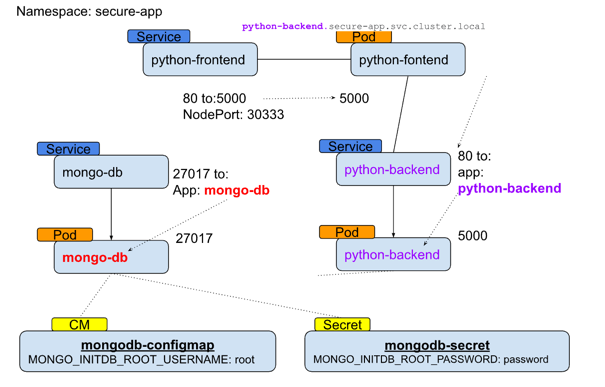 Namespace: secure-app
python-backend.secure-app.svc.cluster.local
Service
python-frontend
Pod
python-fontend
80 to:5000
NodePort: 30333
5000
Service
mongo-db
27017 to:
App: mongo-db
Service
python-backend
80 to:
app:
python-backend
Pod
mongo-db
27017
Pod
python-backend
5000
CM
mongodb-configmap
MONGO_INITDB_ROOT_USERNAME: root
Secret
mongodb-secret
MONGO_INITDB_ROOT_PASSWORD: password